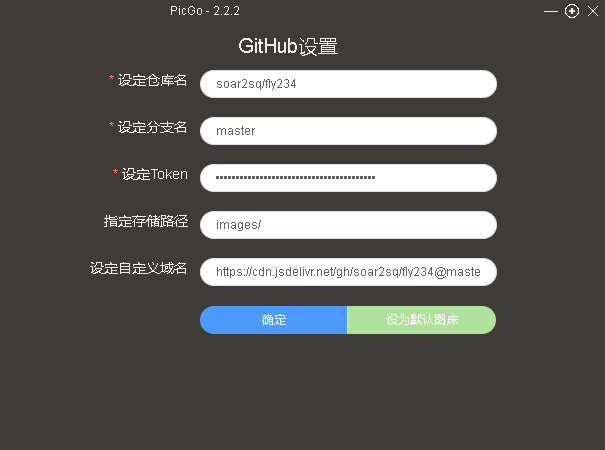 PicGo - 2.2.2
GitHub设置
* 设定仓库名
soar2sq/fly234
* 设定分支名
master
* 设定Token
指定存储路径
images/
设定自定义域名
https://cdn.jsdelivr.net/gh/soar2sq/fly234@maste
确定
设为默认图床